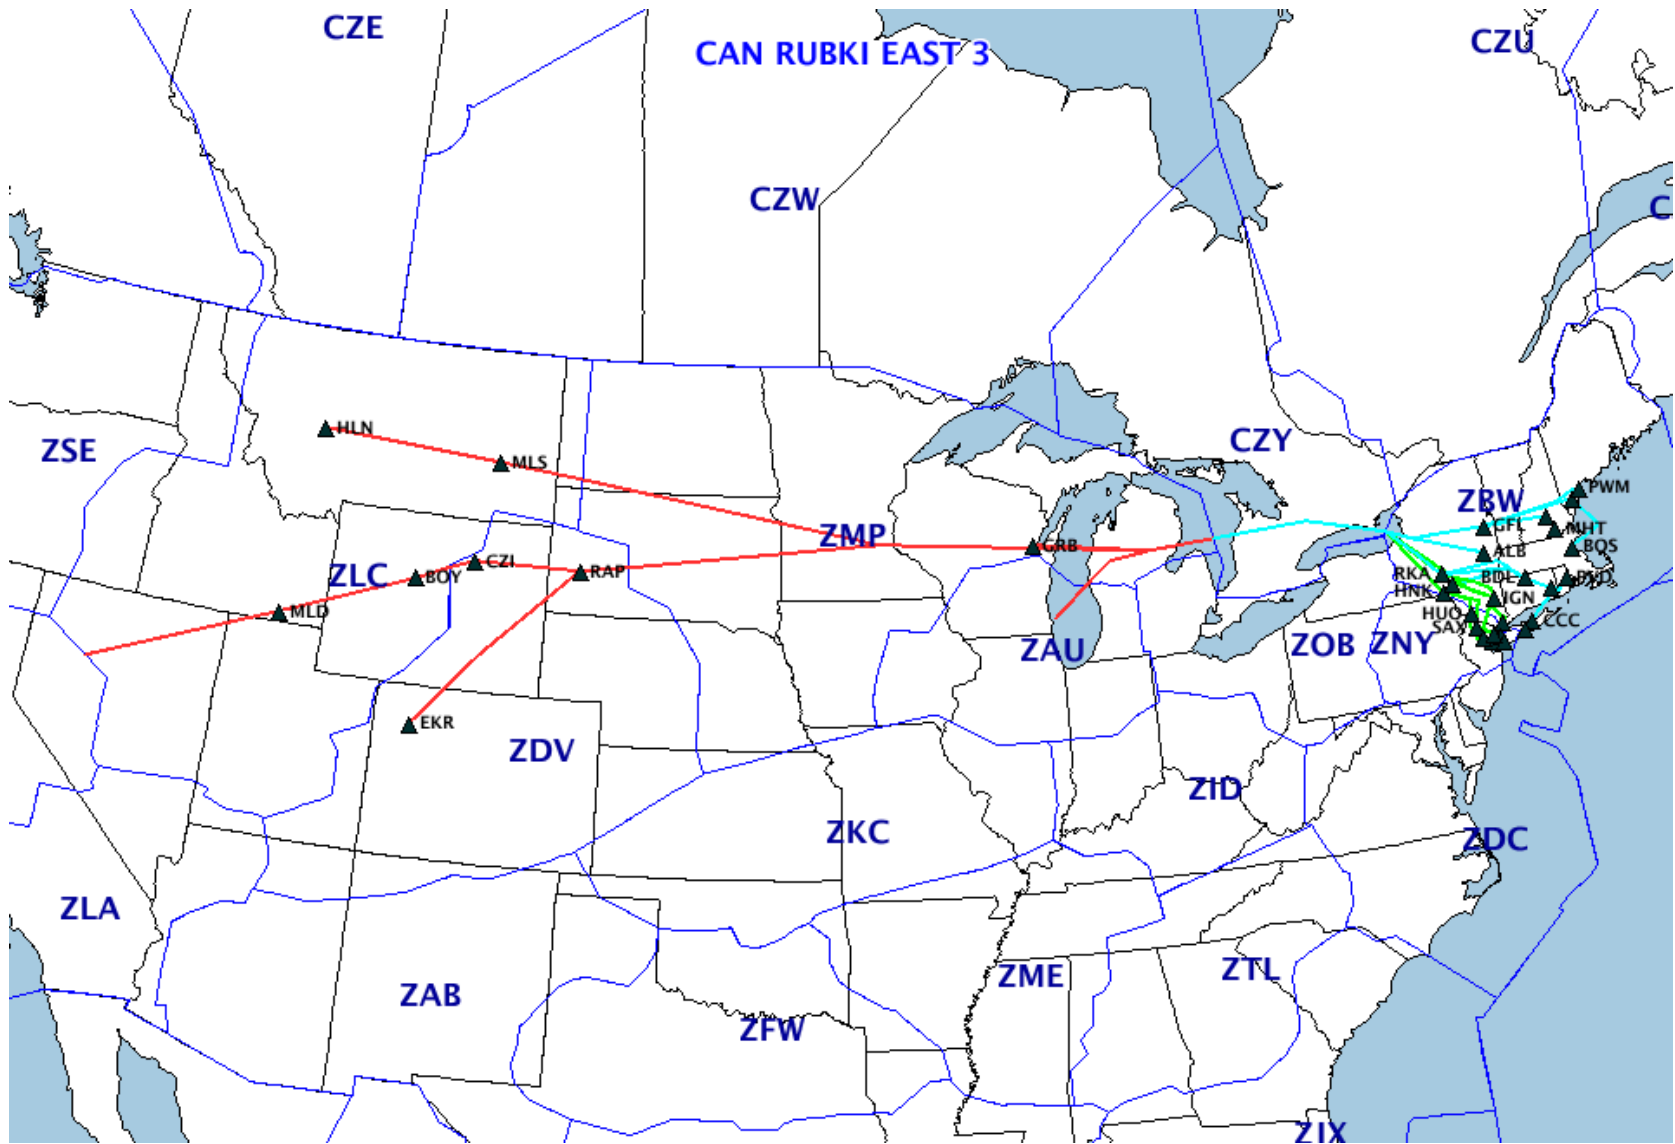 CZE
CAN RUBKI EAST 3
CZU
CZW
C
HLN
ZSE
MLS
CZY
PWM
ZBW
GFL
MHT
ZMP
GRB
BOS
ALB
CZI
RAP
ZLC
BOY
RKA
BDL
PVD
HNK
IGN
MLD
HUO
CCC
SAX
ZAU
ZOB
ZNY
EKR
ZDV
ZID
ZKC
ZDC
ZLA
ZME
ZTL
ZAB
ZFW
ZJX